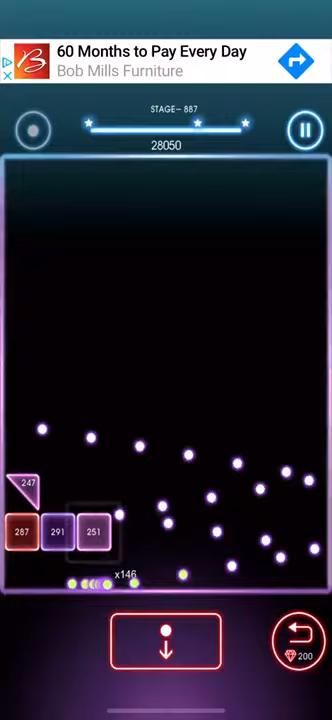 60 Months to Pay Every Day
Bob Mills Furniture
STAGE- 887
28050
247
287
291
251
x146
200